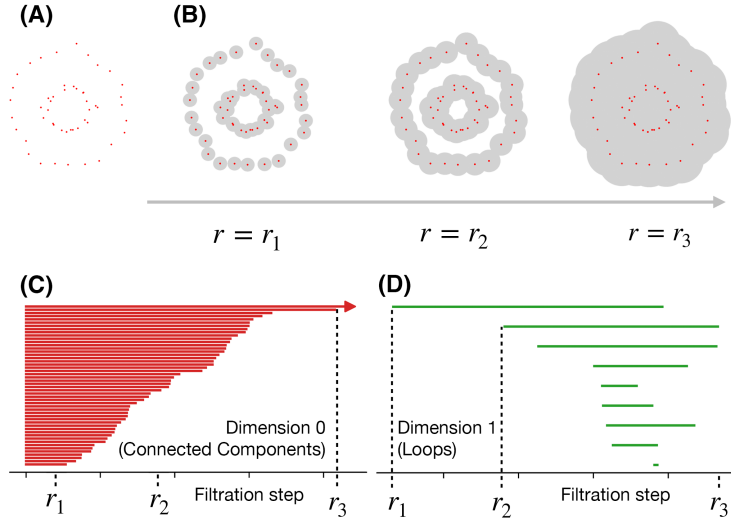 (A)
(B)
r = r1
r = r2
r = r3
(C)
(D)
Dimension 0
(Connected Components)
Dimension 1
(Loops)
r1
r2
Filtration step
r3
r1
r2
Filtration step
r3